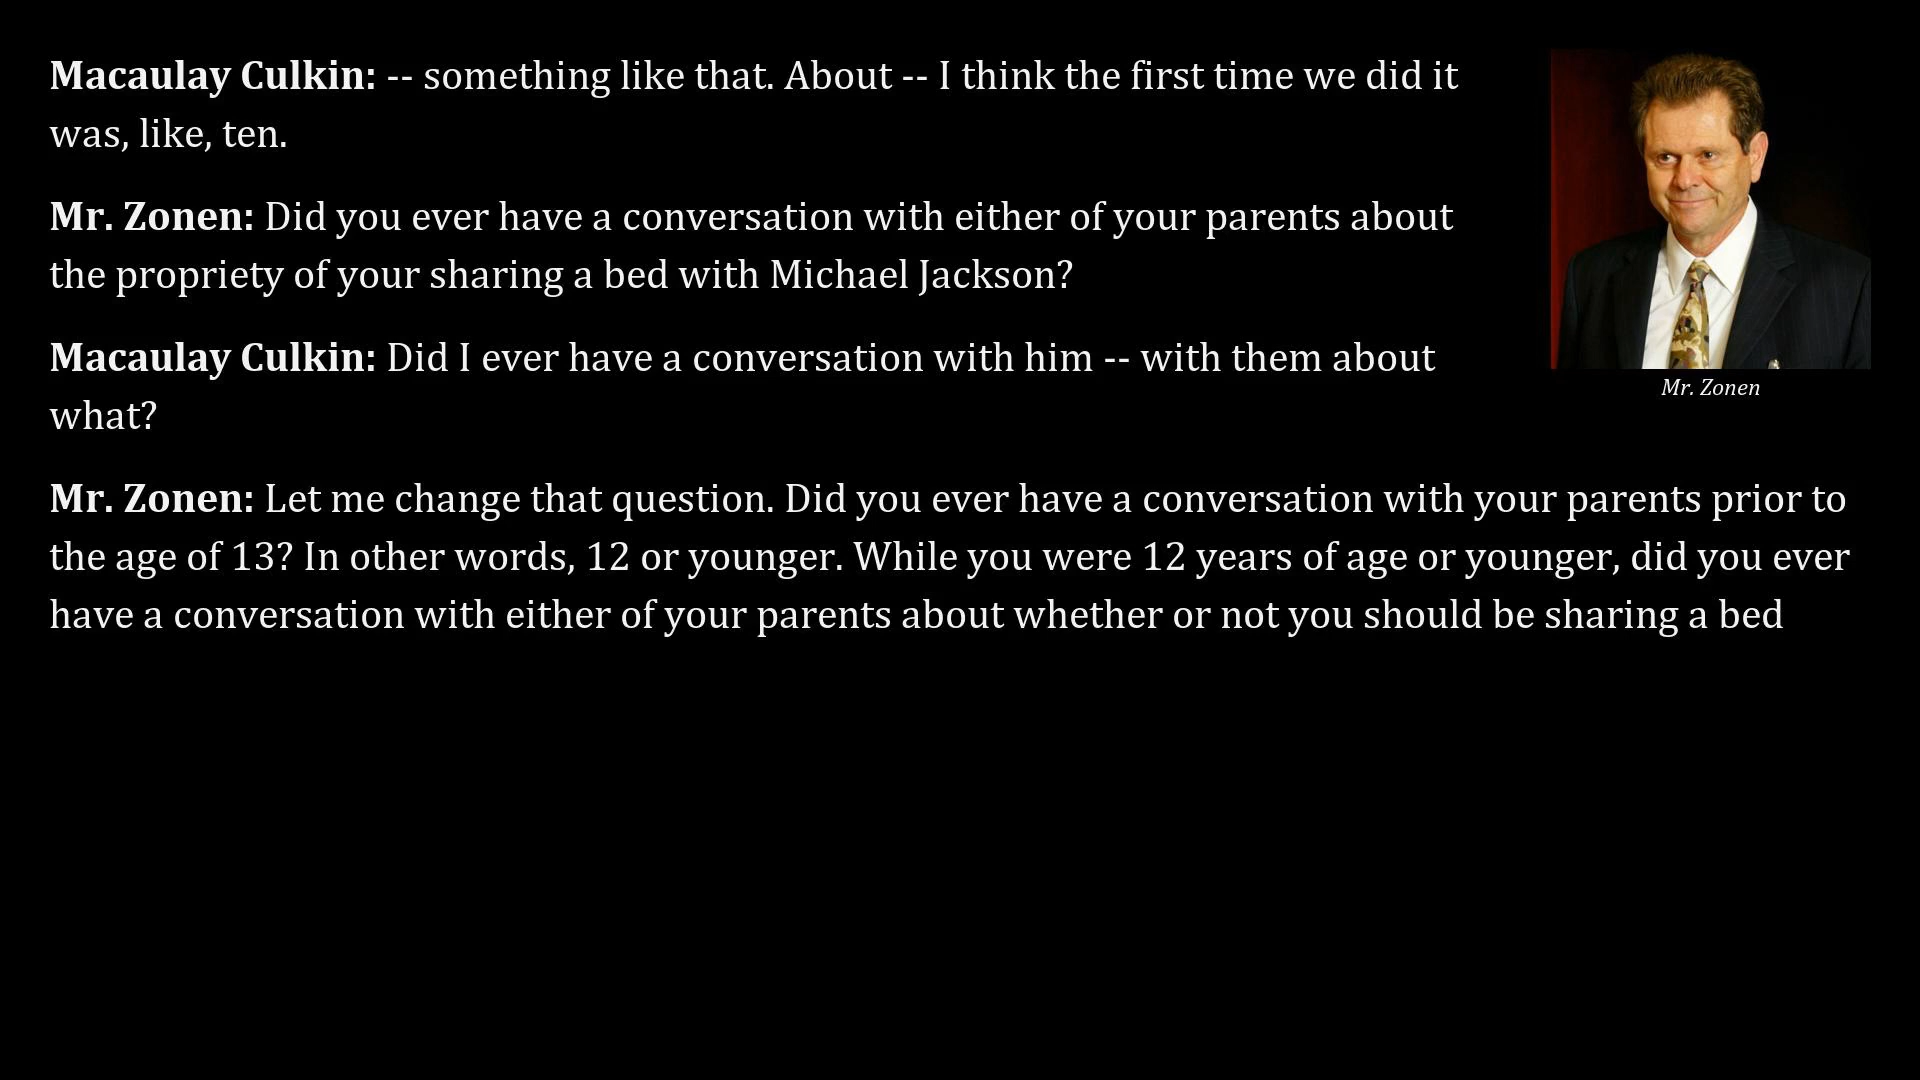 Macaulay Culkin: -- something like that. About -- I think the first time we did it
was, like, ten.
Mr. Zonen: Did you ever have a conversation with either of your parents about
the propriety of your sharing a bed with Michael Jackson?
Macaulay Culkin: Did I ever have a conversation with him -- with them about
what?
Mr. Zonen
Mr. Zonen: Let me change that question. Did you ever have a conversation with your parents prior to
the age of 13? In other words, 12 or younger. While you were 12 years of age or younger, did you ever
have a conversation with either of your parents about whether or not you should be sharing a bed